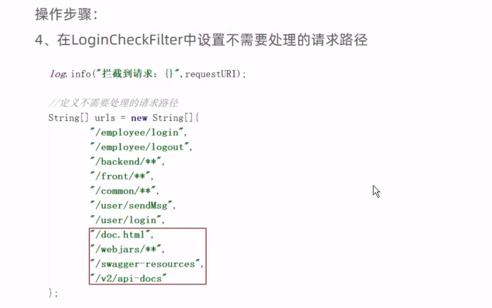 操作步骤：
4、在LoginCheckFilter中设置不需要处理的请求路径
log.info("拦截到请求：{}",requestURI);
//定义不需要处理的请求路径
String[] urls = new String[]{
"/employee/login",
"/employee/logout",
"/backend/**",
"/front/**",
"/common/**",
"/user/sendMsg",
"/user/login",
"/doc.html",
"/webjars/**",
"/swagger-resources",
"/v2/api-docs"
};